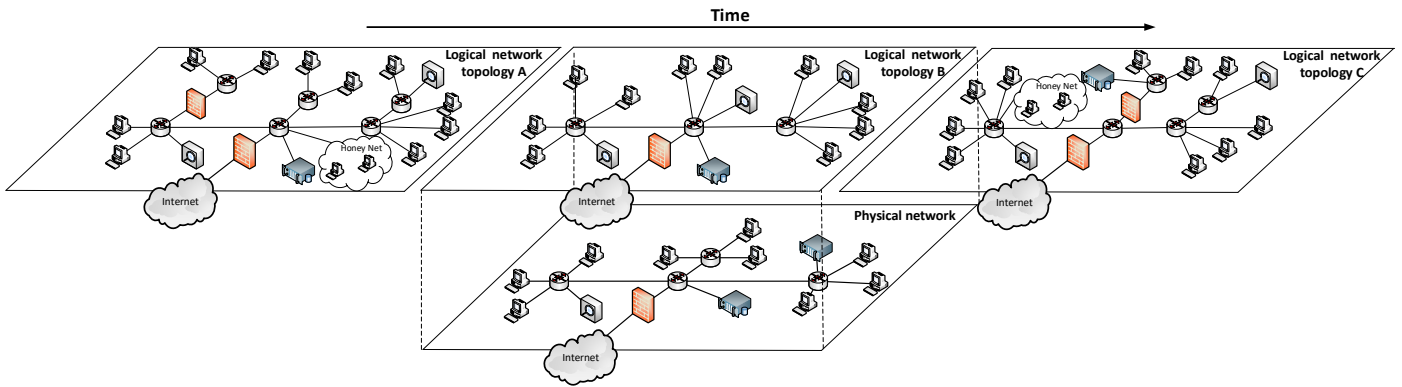 Time
Logical network
topology A
Logical network
topology B
Logical network
topology C
Honey Net
Honey Net
Internet
Internet
Internet
Physical network
Internet